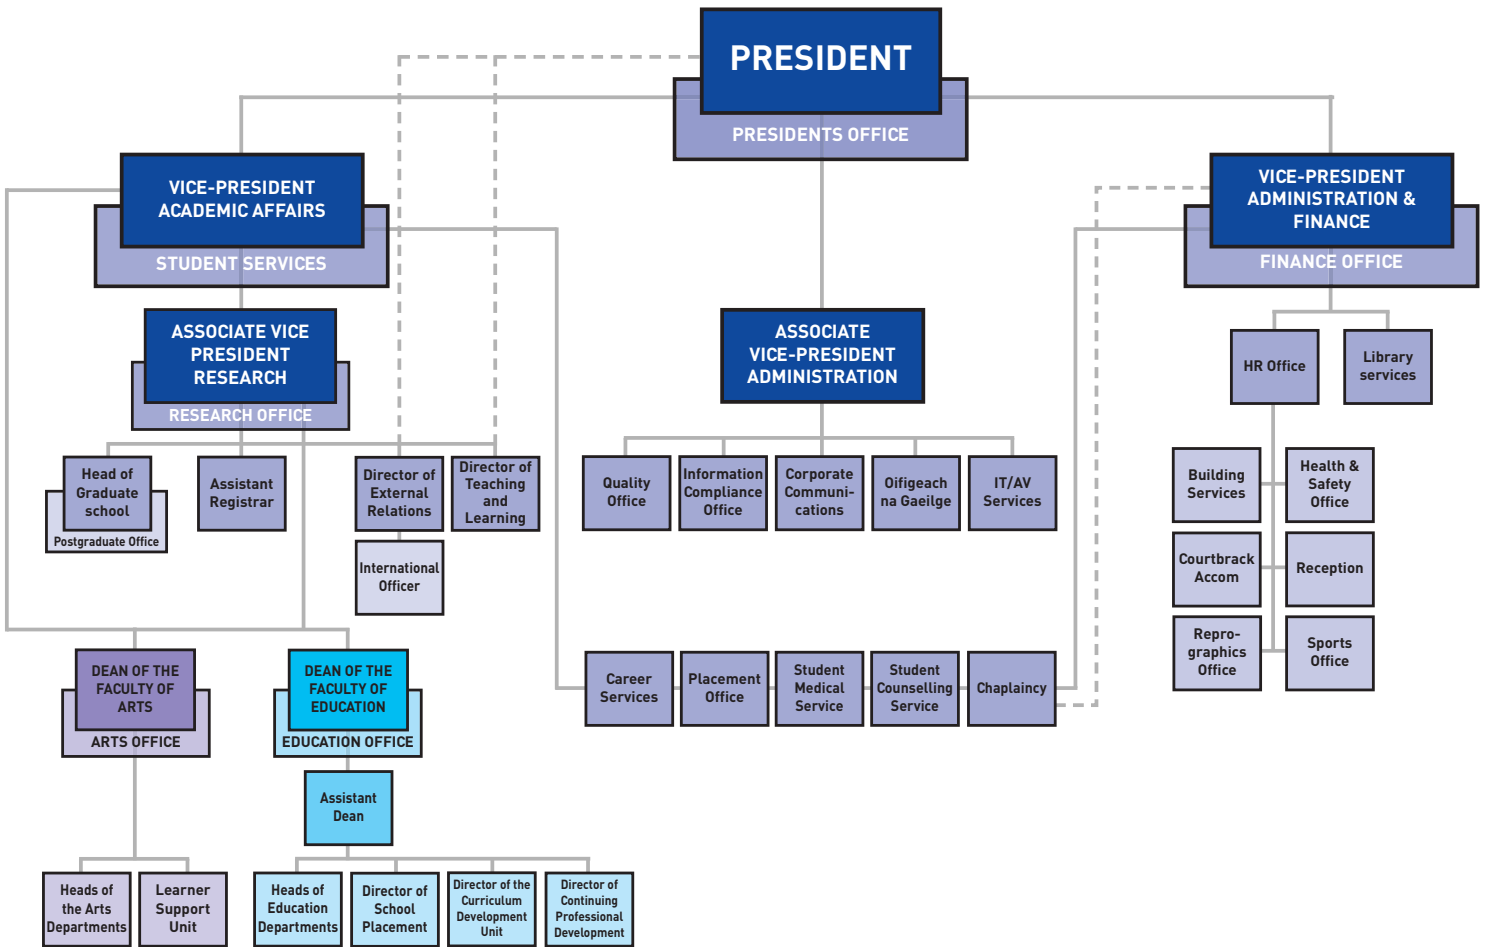 PRESIDENT
PRESIDENTS OFFICE
VICE-PRESIDENT
ACADEMIC AFFAIRS
STUDENT SERVICES
VICE-PRESIDENT
ADMINISTRATION &
FINANCE
FINANCE OFFICE
ASSOCIATE VICE
PRESIDENT
RESEARCH
RESEARCH OFFICE
ASSOCIATE
VICE-PRESIDENT
ADMINISTRATION
HR Office
Library
services
Head of
Graduate
school
Postgraduate Office
Assistant
Registrar
Director of
External
Relations
Director of
Teaching
and
Learning
International
Officer
Quality
Office
Information
Compliance
Office
Corporate
Communi-
cations
Oifigeach
na Gaeilge
IT/AV
Services
Building
Services
Health &
Safety
Office
Courtbrack
Accom
Reception
Repro-
graphics
Office
Sports
Office
DEAN OF THE
FACULTY OF
ARTS
ARTS OFFICE
DEAN OF THE
FACULTY OF
EDUCATION
EDUCATION OFFICE
Career
Services
Placement
Office
Student
Medical
Service
Student
Counselling
Service
Chaplaincy
Assistant
Dean
Heads of
the Arts
Departments
Learner
Support
Unit
Heads of
Education
Departments
Director of
School
Placement
Director of the
Curriculum
Development
Unit
Director of
Continuing
Professional
Development